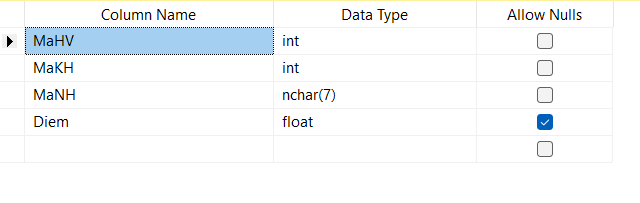 Column Name Data Type Allow Nulls
MaHV int
MaKH int
MaNH nchar(7)
Diem float